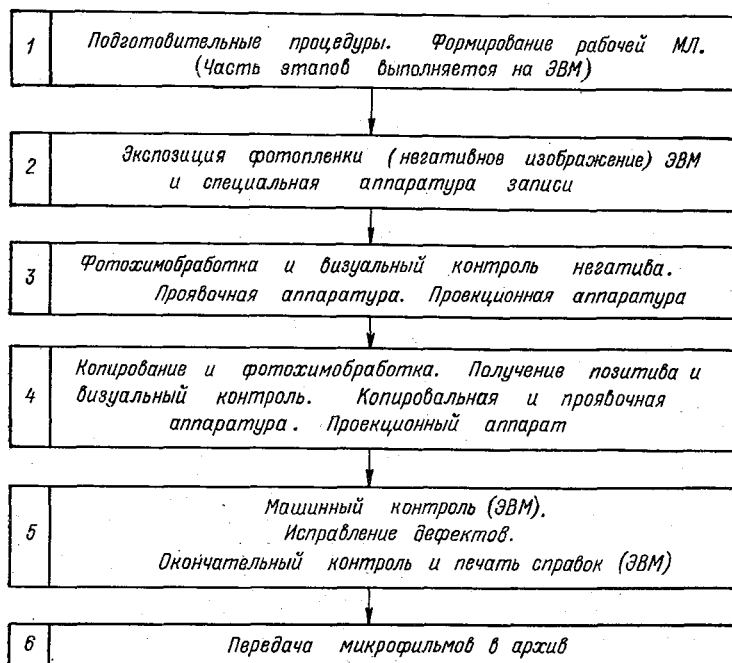 1 Подготовительные процедуры. Формирование рабочей МЛ.
(Часть этапов выполняется на ЭВМ)
2 Экспозиция фотопленки (негативное изображение) ЭВМ
и специальная аппаратура записи
3 Фотохимобработка и визуальный контроль негатива.
Проявочная аппаратура. Проекционная аппаратура
4 Копирование и фотохимобработка. Получение позитива и
визуальный контроль. Копировальная и проявочная
аппаратура. Проекционный аппарат
5 Машинный контроль (ЭВМ).
Исправление дефектов.
Окончательный контроль и печать справок (ЭВМ)
6 Передача микрофильмов в архив